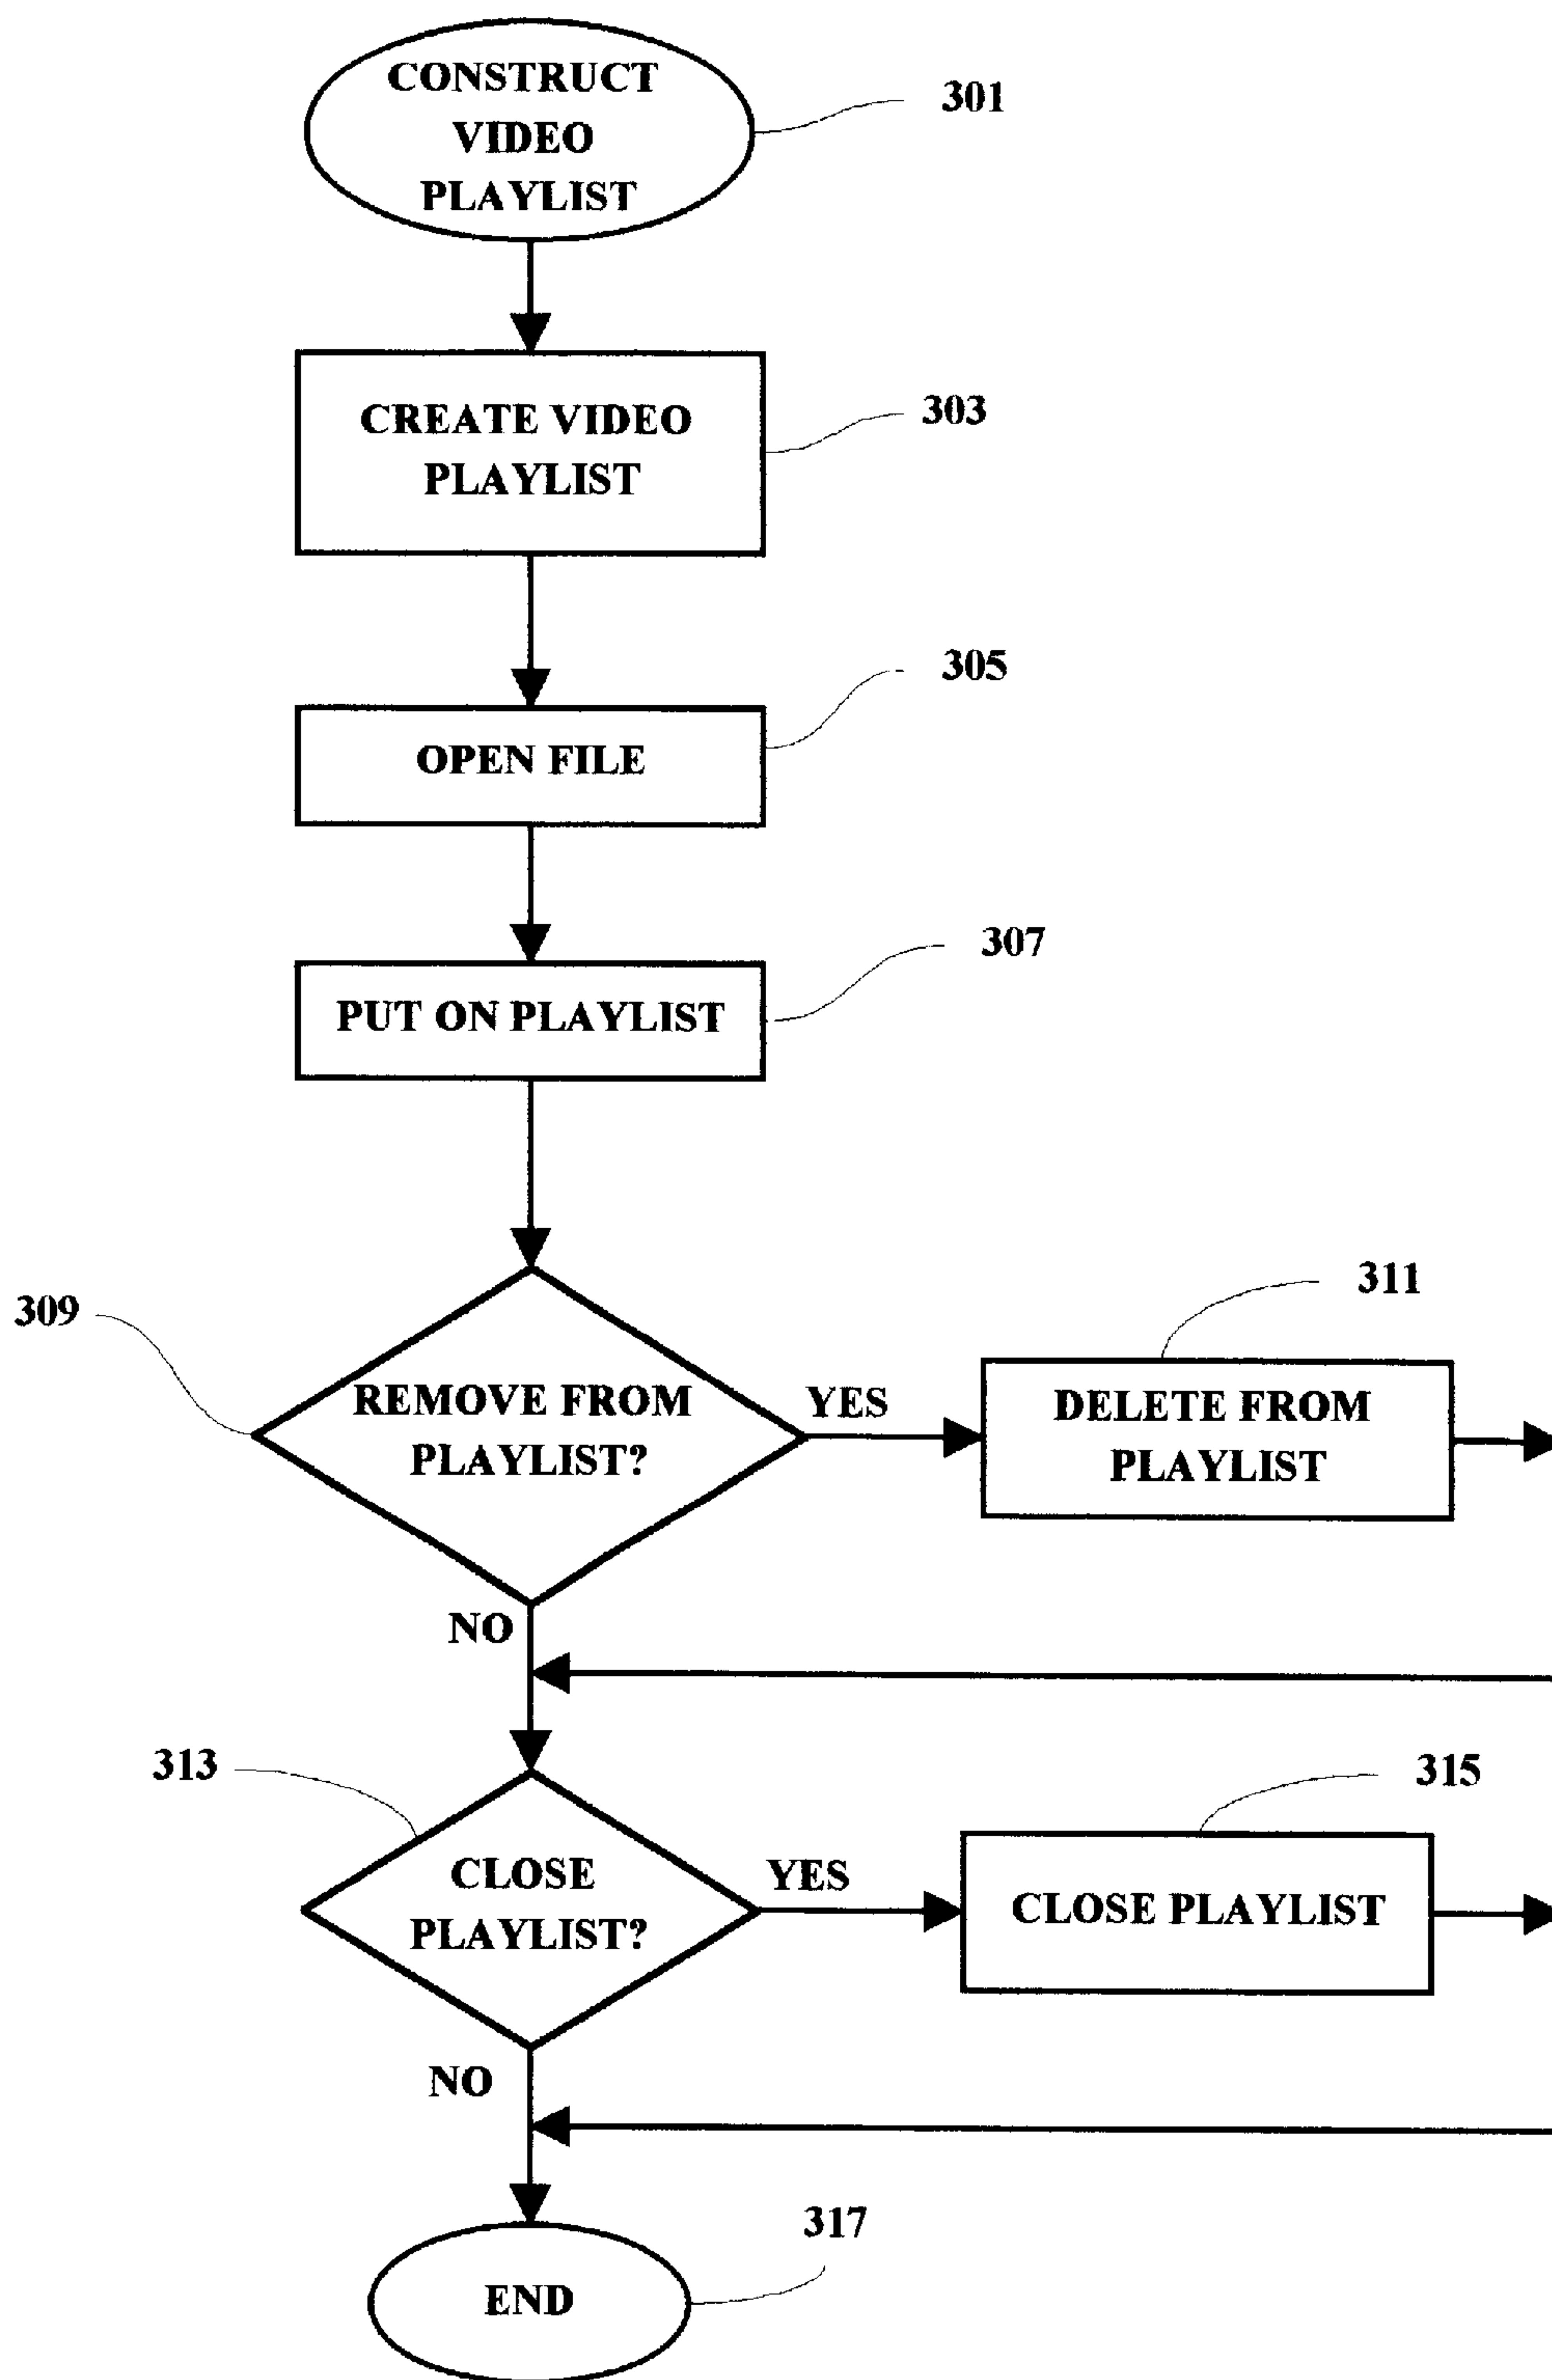 CONSTRUCT
VIDEO
PLAYLIST
301
CREATE VIDEO
PLAYLIST
303
305
OPEN FILE
307
PUT ON PLAYLIST
309
REMOVE FROM
PLAYLIST?
YES
311
DELETE FROM
PLAYLIST
NO
313
CLOSE
PLAYLIST?
YES
315
CLOSE PLAYLIST
NO
317
END